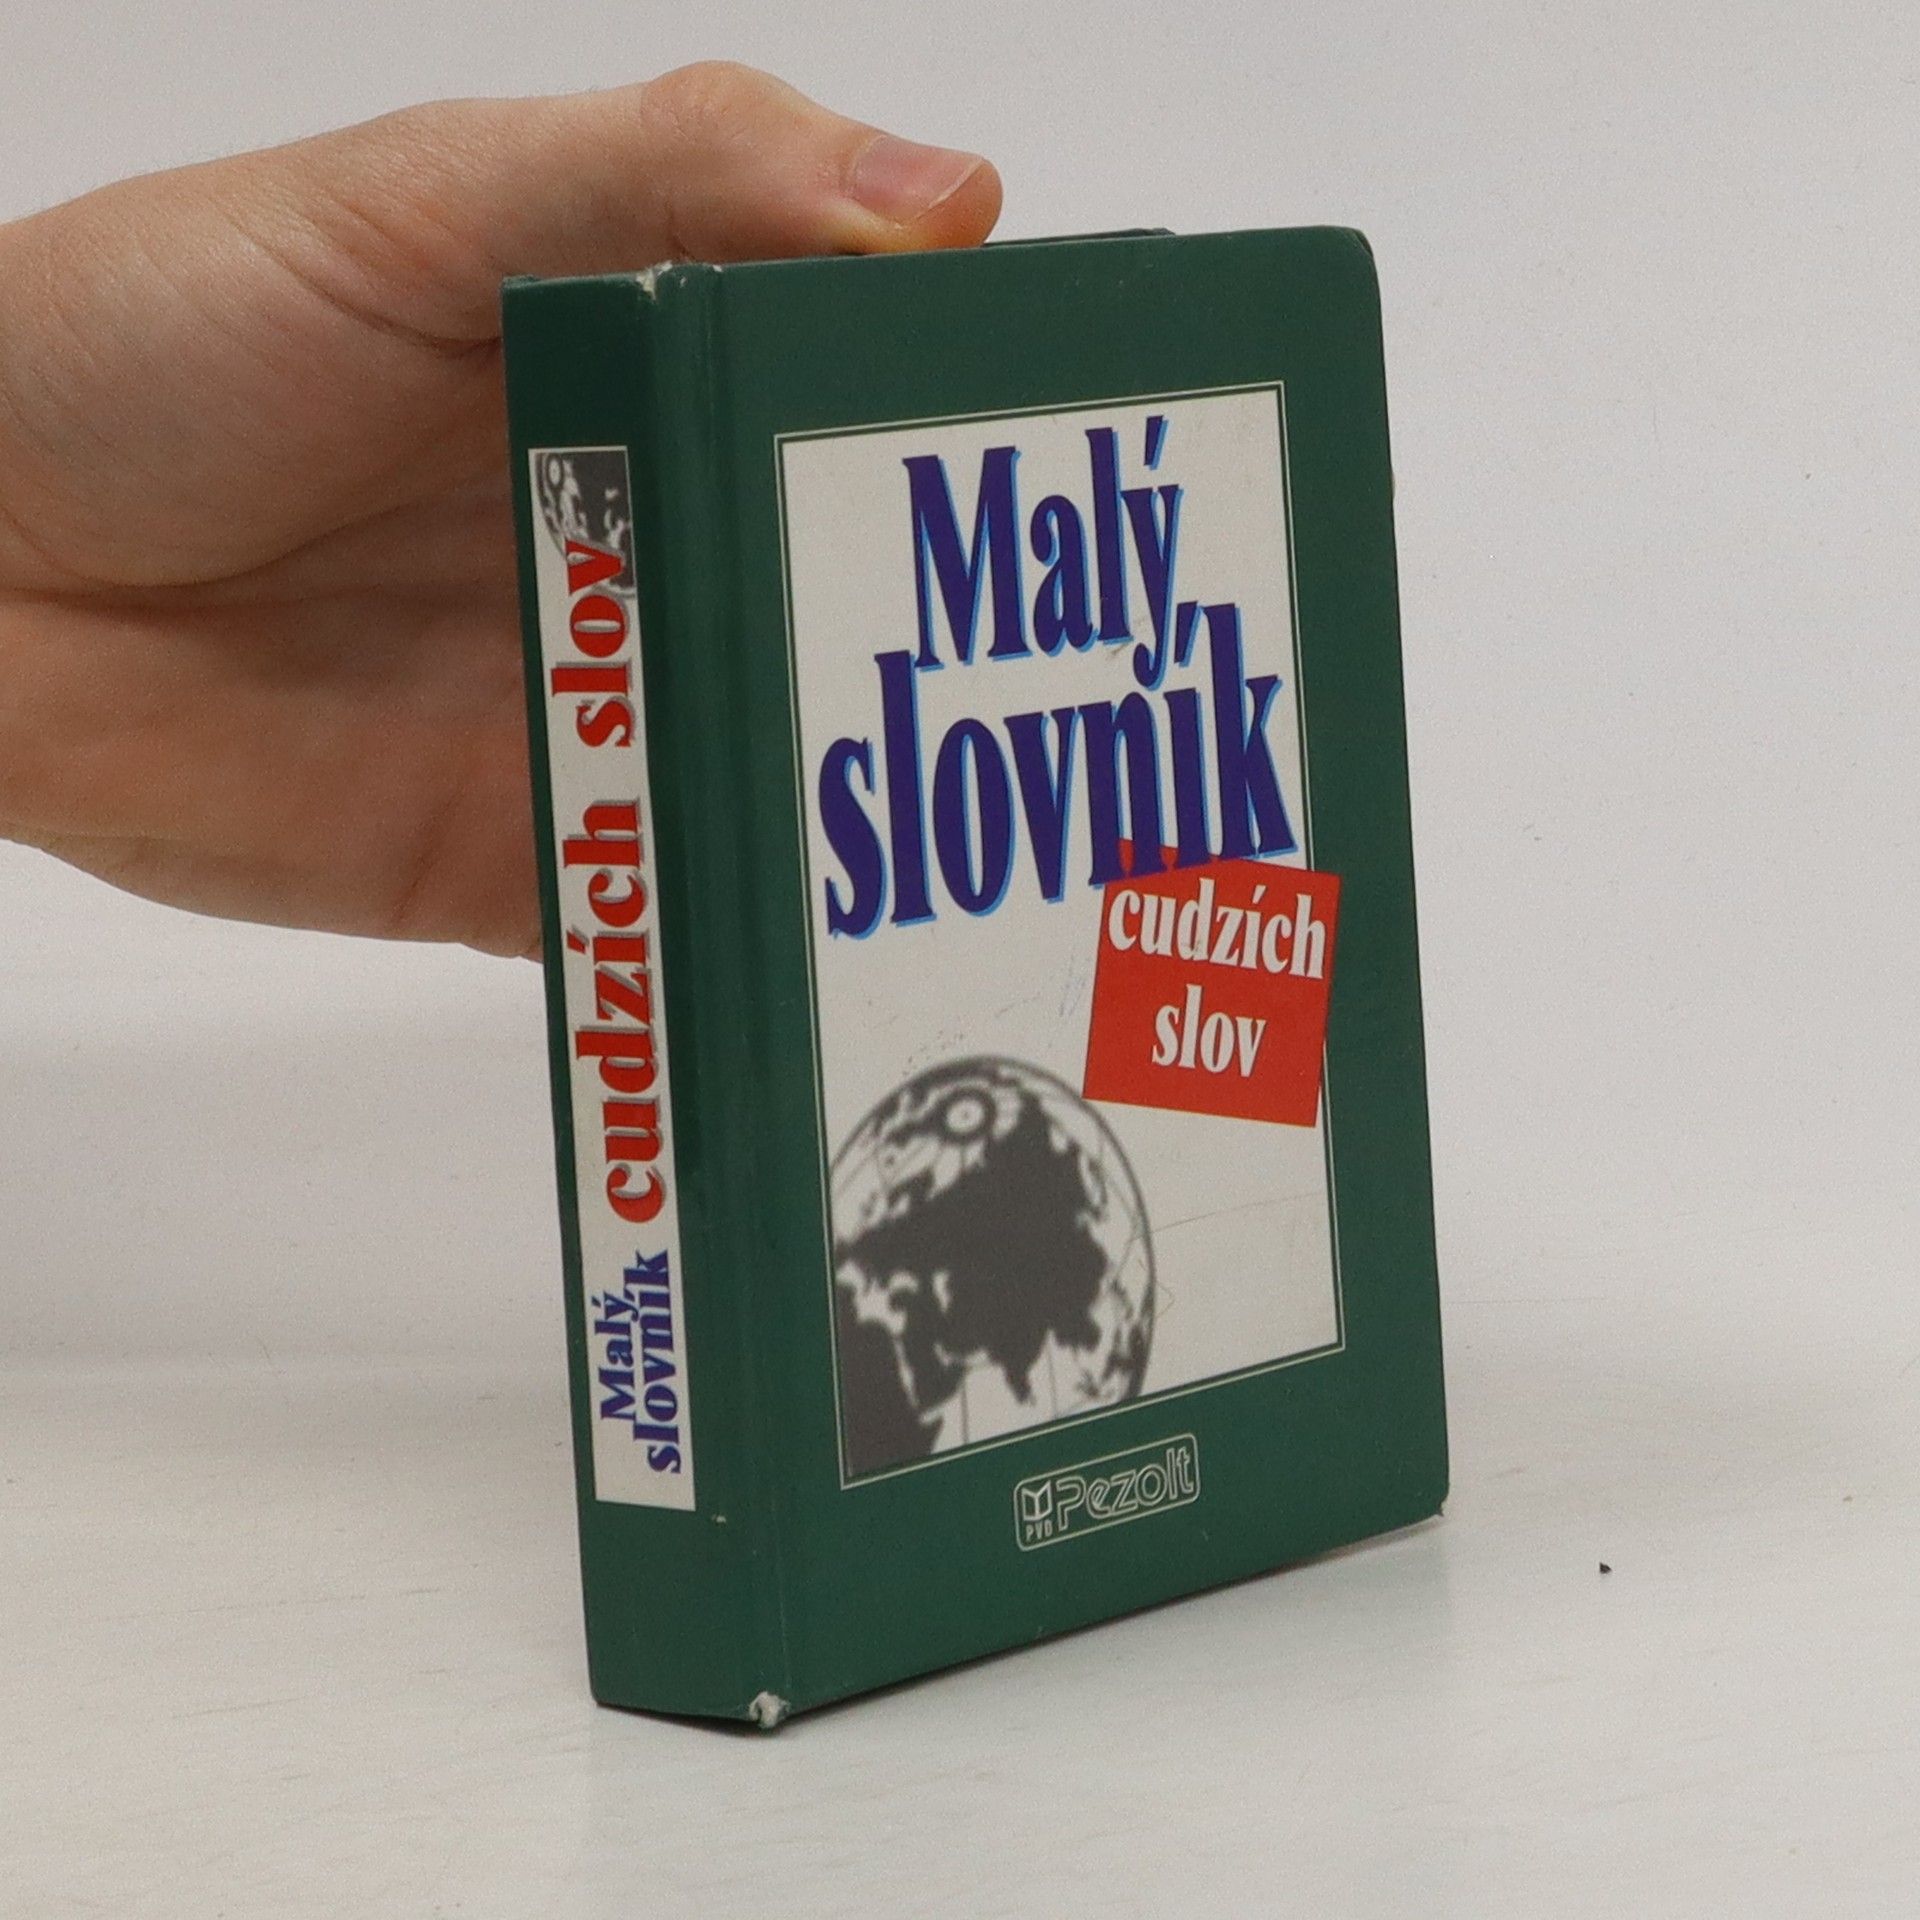 Malý
slovník
cudzích slov
Malý
slovník
cudzích
slov
PVD Pezolt